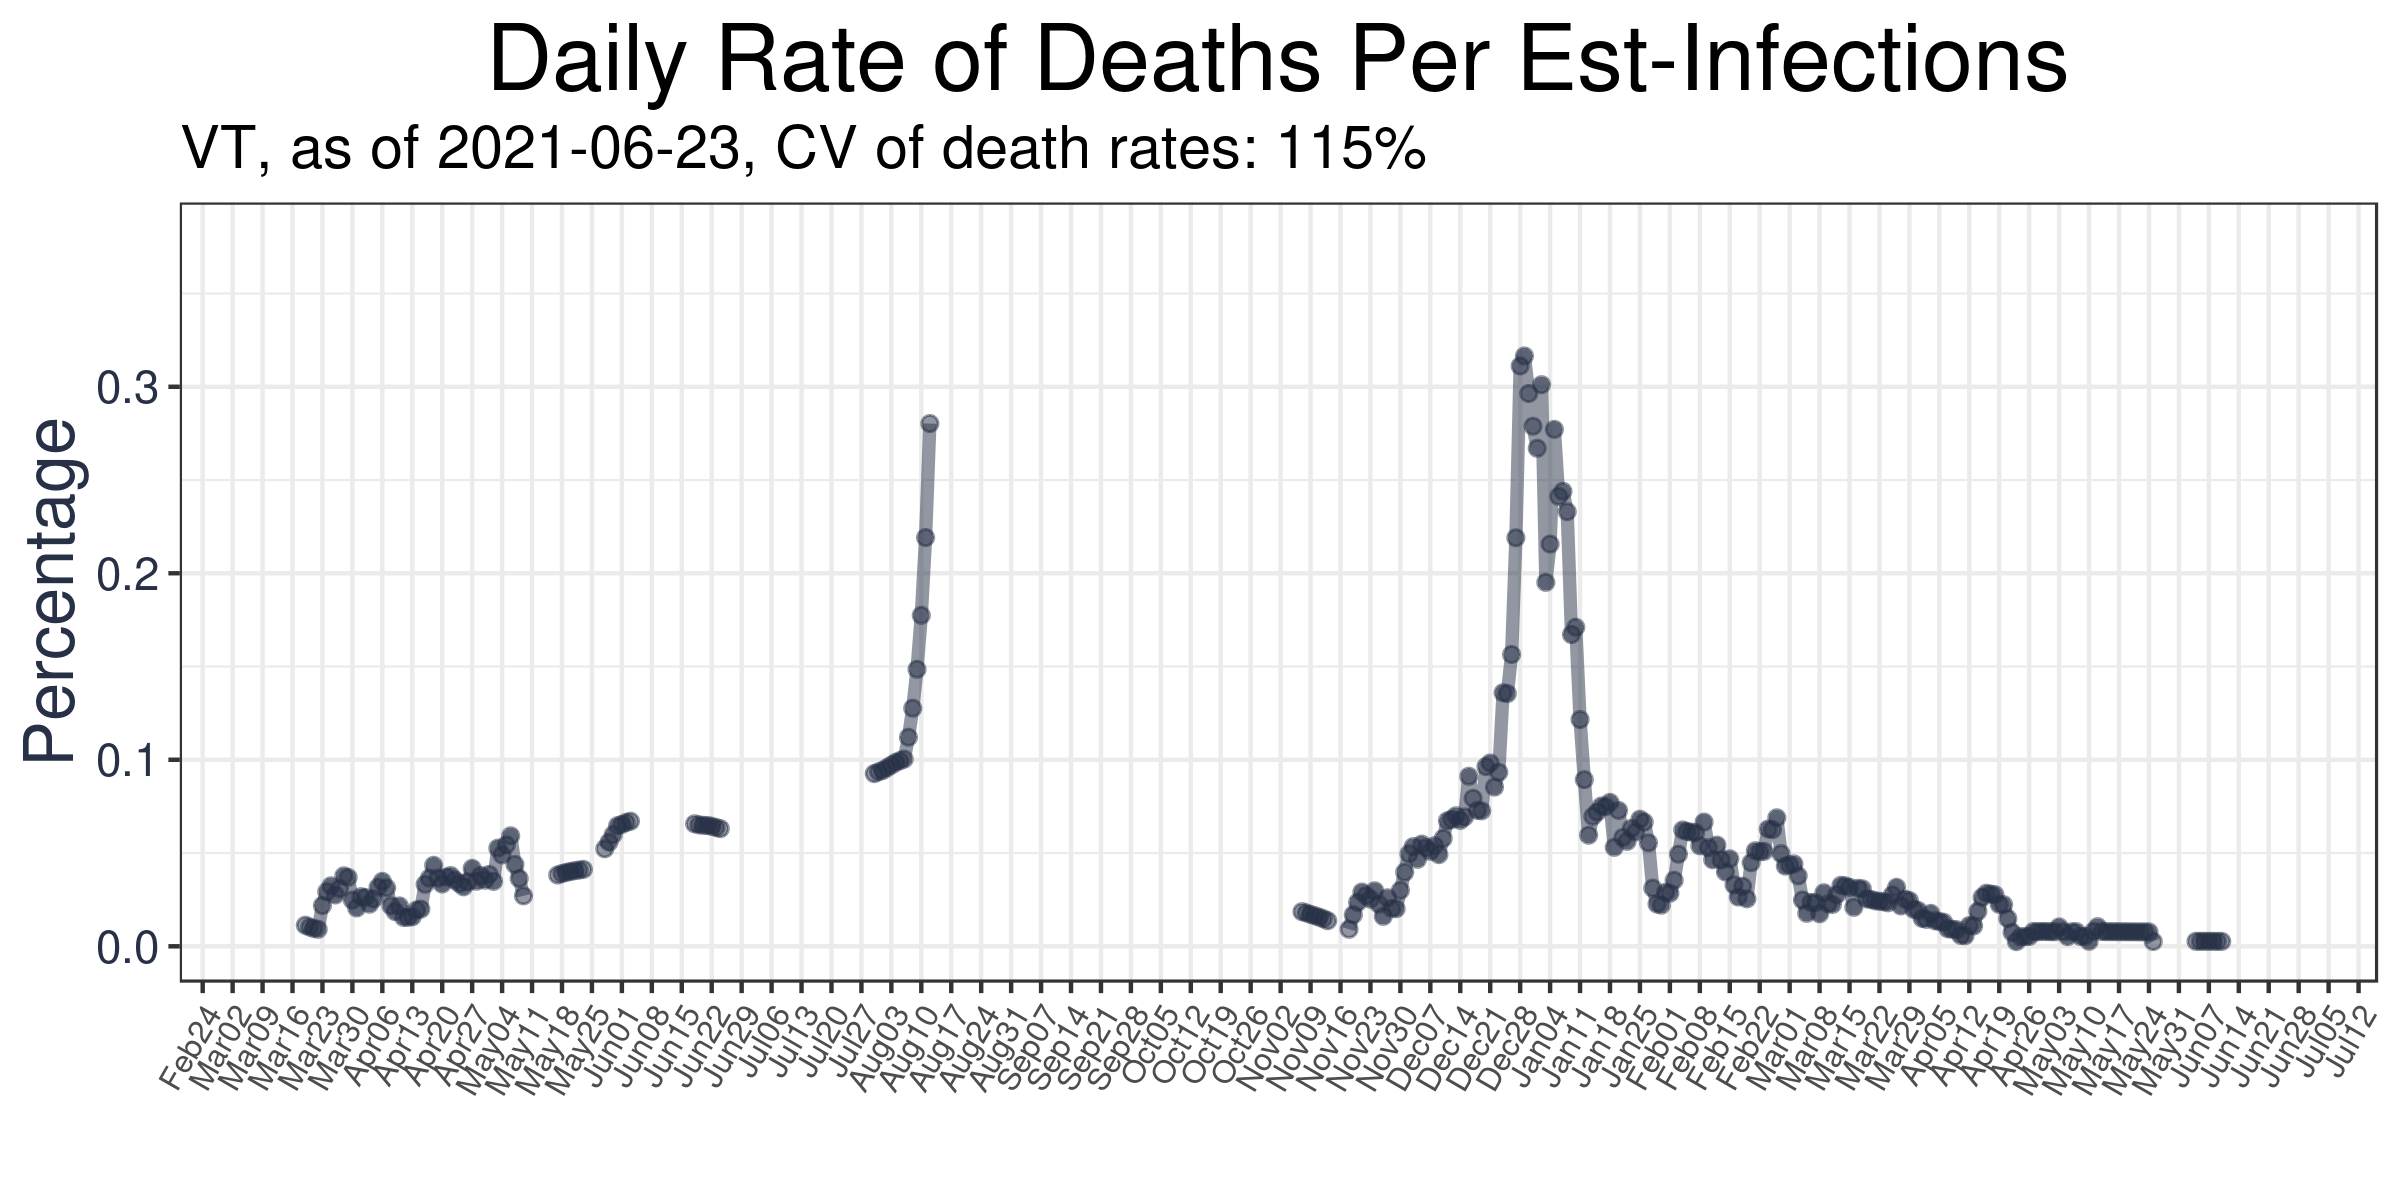 Daily Rate of Deaths Per Est-Infections
VT, as of 2021-06-23, CV of death rates: 115%
Percentage
0.3
0.2
0.1
0.0
Feb24
Mar02
Mar09
Mar16
Mar23
Mar30
Apr06
Apr13
Apr20
Apr27
May04
May11
May18
May25
Jun01
Jun08
Jun15
Jun22
Jun29
Jul06
Jul13
Jul20
Jul27
Aug03
Aug10
Aug17
Aug24
Aug31
Sep07
Sep14
Sep21
Sep28
Oct05
Oct12
Oct19
Oct26
Nov02
Nov09
Nov16
Nov23
Nov30
Dec07
Dec14
Dec21
Dec28
Jan04
Jan11
Jan18
Jan25
Feb01
Feb08
Feb15
Feb22
Mar01
Mar08
Mar15
Mar22
Mar29
Apr05
Apr12
Apr19
Apr26
May03
May10
May17
May24
May31
Jun07
Jun14
Jun21
Jun28
Jul05
Jul12